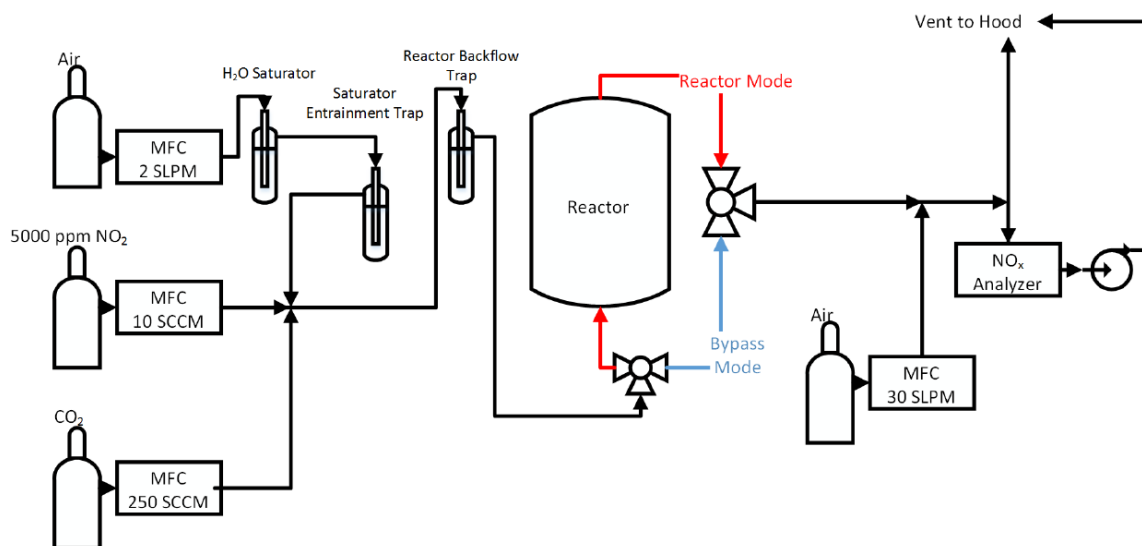 Vent to Hood
Air
H₂O Saturator
Reactor Backflow
Trap
Saturator
Entrainment Trap
Reactor Mode
MFC
2 SLPM
Reactor
5000 ppm NO₂
MFC
10 SCCM
NOₓ
Analyzer
Air
Bypass
Mode
MFC
30 SLPM
CO₂
MFC
250 SCCM